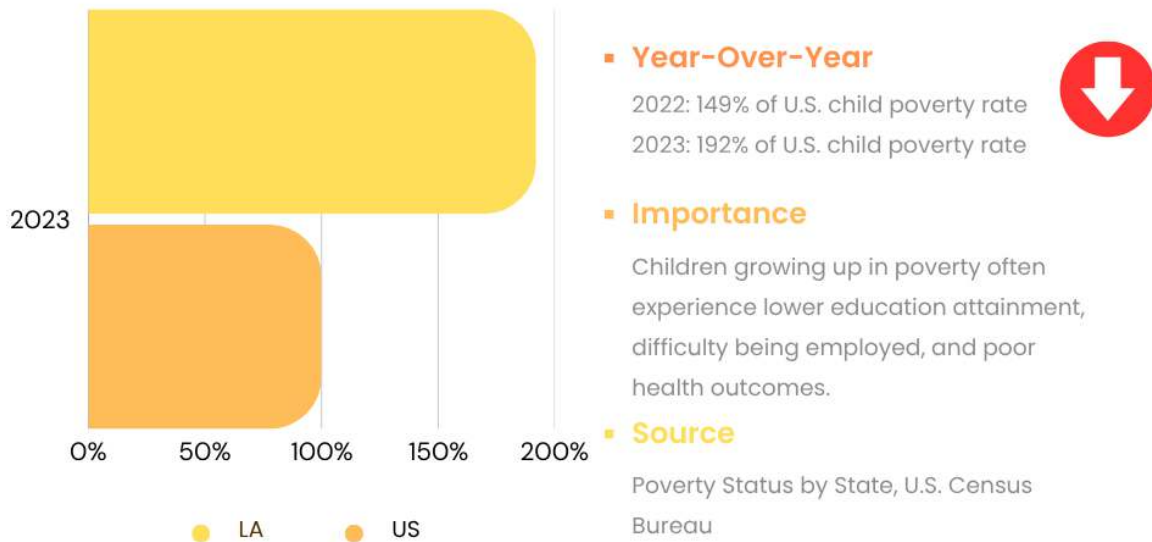 2023
0%
50%
100%
150%
200%
LA
US
Year-Over-Year
2022: 149% of U.S. child poverty rate
2023: 192% of U.S. child poverty rate
Importance
Children growing up in poverty often
experience lower education attainment,
difficulty being employed, and poor
health outcomes.
Source
Poverty Status by State, U.S. Census
Bureau